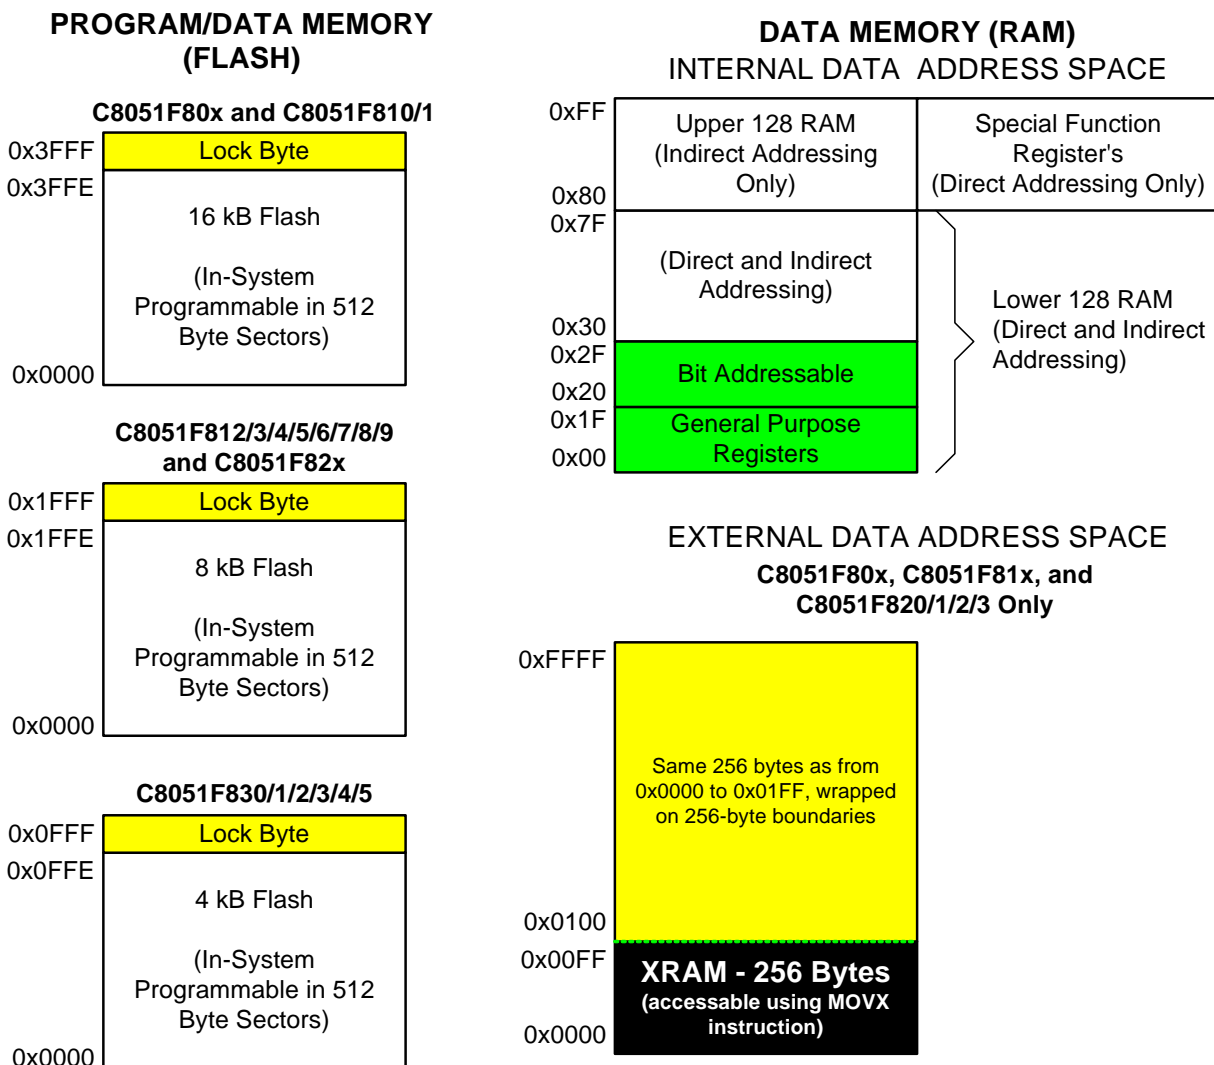 PROGRAM/DATA MEMORY
(FLASH)
C8051F80x and C8051F810/1
0x3FFF
Lock Byte
0x3FFE
16 kB Flash
(In-System
Programmable in 512
Byte Sectors)
0x0000
C8051F812/3/4/5/6/7/8/9
and C8051F82x
0x1FFF
Lock Byte
0x1FFE
8 kB Flash
(In-System
Programmable in 512
Byte Sectors)
0x0000
C8051F830/1/2/3/4/5
0x0FFF
Lock Byte
0x0FFE
4 kB Flash
(In-System
Programmable in 512
Byte Sectors)
0x0000
DATA MEMORY (RAM)
INTERNAL DATA ADDRESS SPACE
0xFF
Upper 128 RAM
(Indirect Addressing
Only)
0x80
Special Function
Register's
(Direct Addressing Only)
0x7F
(Direct and Indirect
Addressing)
0x30
0x2F
Bit Addressable
0x20
0x1F
General Purpose
Registers
0x00
Lower 128 RAM
(Direct and Indirect
Addressing)
EXTERNAL DATA ADDRESS SPACE
C8051F80x, C8051F81x, and
C8051F820/1/2/3 Only
0xFFFF
Same 256 bytes as from
0x0000 to 0x01FF, wrapped
on 256-byte boundaries
0x0100
0x00FF
XRAM - 256 Bytes
(accessable using MOVX
instruction)
0x0000